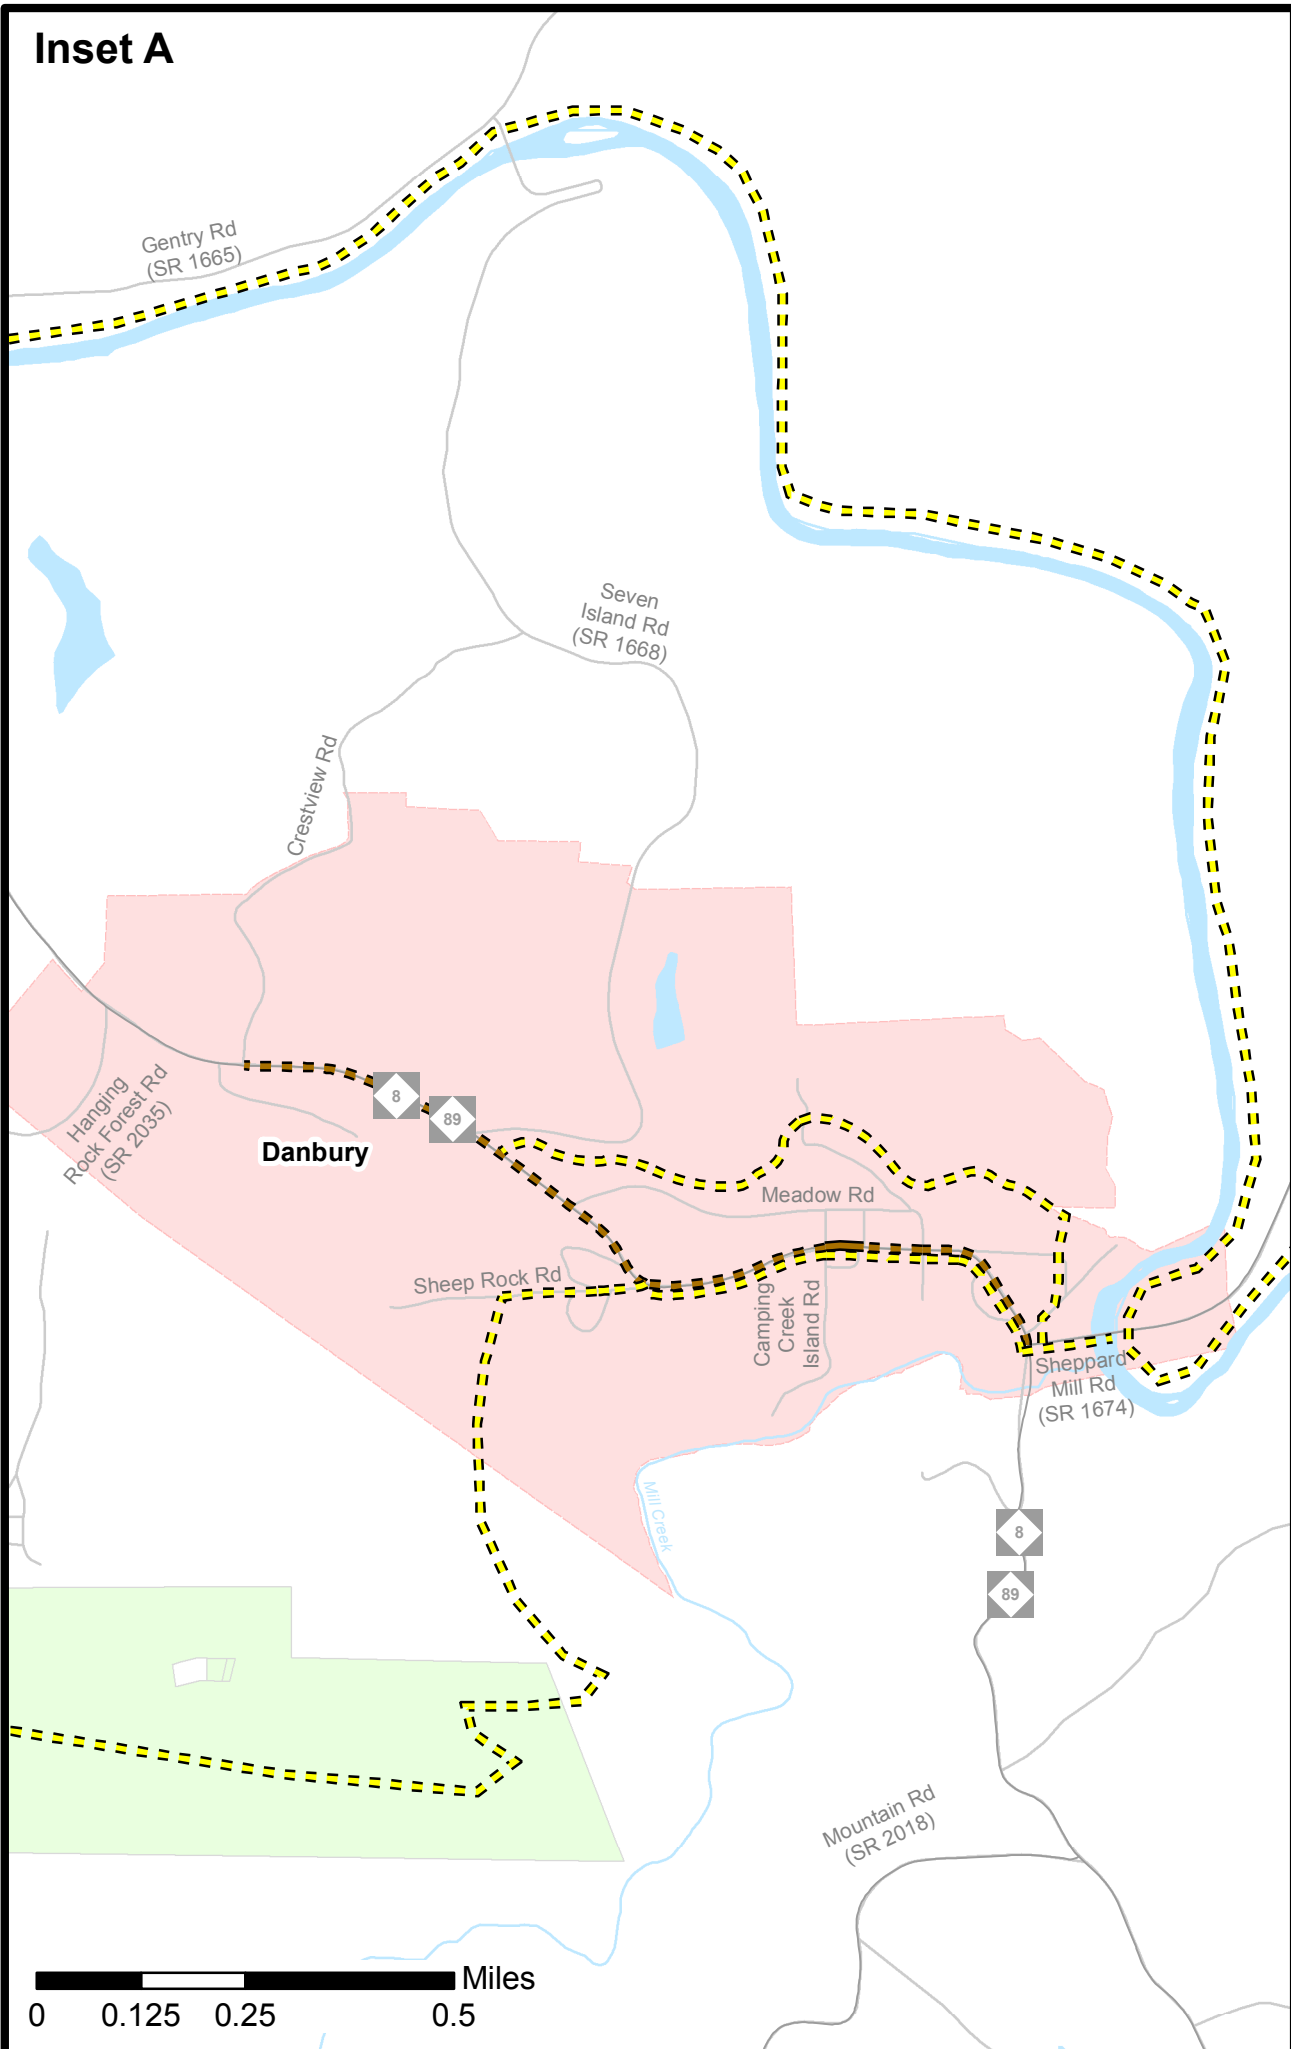 Inset A
Gentry Rd
(SR 1665)
Seven
Island Rd
(SR 1668)
Crestview Rd
Hanging
Rock Forest Rd
(SR 2035)
8
89
Danbury
Meadow Rd
Sheep Rock Rd
Camping
Creek
Island Rd
Sheppard
Mill Rd
(SR 1674)
Mill Creek
8
89
Mountain Rd
(SR 2018)
Miles
0 0.125 0.25 0.5